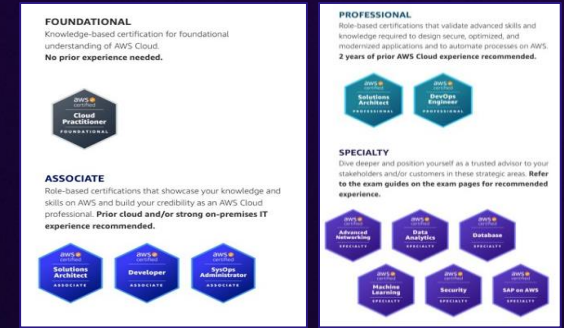 FOUNDATIONAL
Knowledge-based certification for foundational
understanding of AWS Cloud.
No prior experience needed.
aws
certified
Cloud
Practitioner
FOUNDATIONAL
ASSOCIATE
Role-based certifications that showcase your knowledge and
skills on AWS and build your credibility as an AWS Cloud
professional. Prior cloud and/or strong on-premises IT
experience recommended.
aws
certified
Solutions
Architect
ASSOCIATE
aws
certified
Developer
ASSOCIATE
aws
certified
SysOps
Administrator
ASSOCIATE
PROFESSIONAL
Role-based certifications that validate advanced skills and
knowledge required to design secure, optimized, and
modernized applications and to automate processes on AWS.
2 years of prior AWS Cloud experience recommended.
aws
certified
Solutions
Architect
PROFESSIONAL
aws
certified
DevOps
Engineer
PROFESSIONAL
SPECIALTY
Dive deeper and position yourself as a trusted advisor to your
stakeholders and/or customers in these strategic areas. Refer
to the exam guides on the exam pages for recommended
experience.
aws
certified
Advanced
Networking
SPECIALTY
aws
certified
Data
Analytics
SPECIALTY
aws
certified
Database
SPECIALTY
aws
certified
Machine
Learning
SPECIALTY
aws
certified
Security
SPECIALTY
aws
certified
SAP on AWS
SPECIALTY